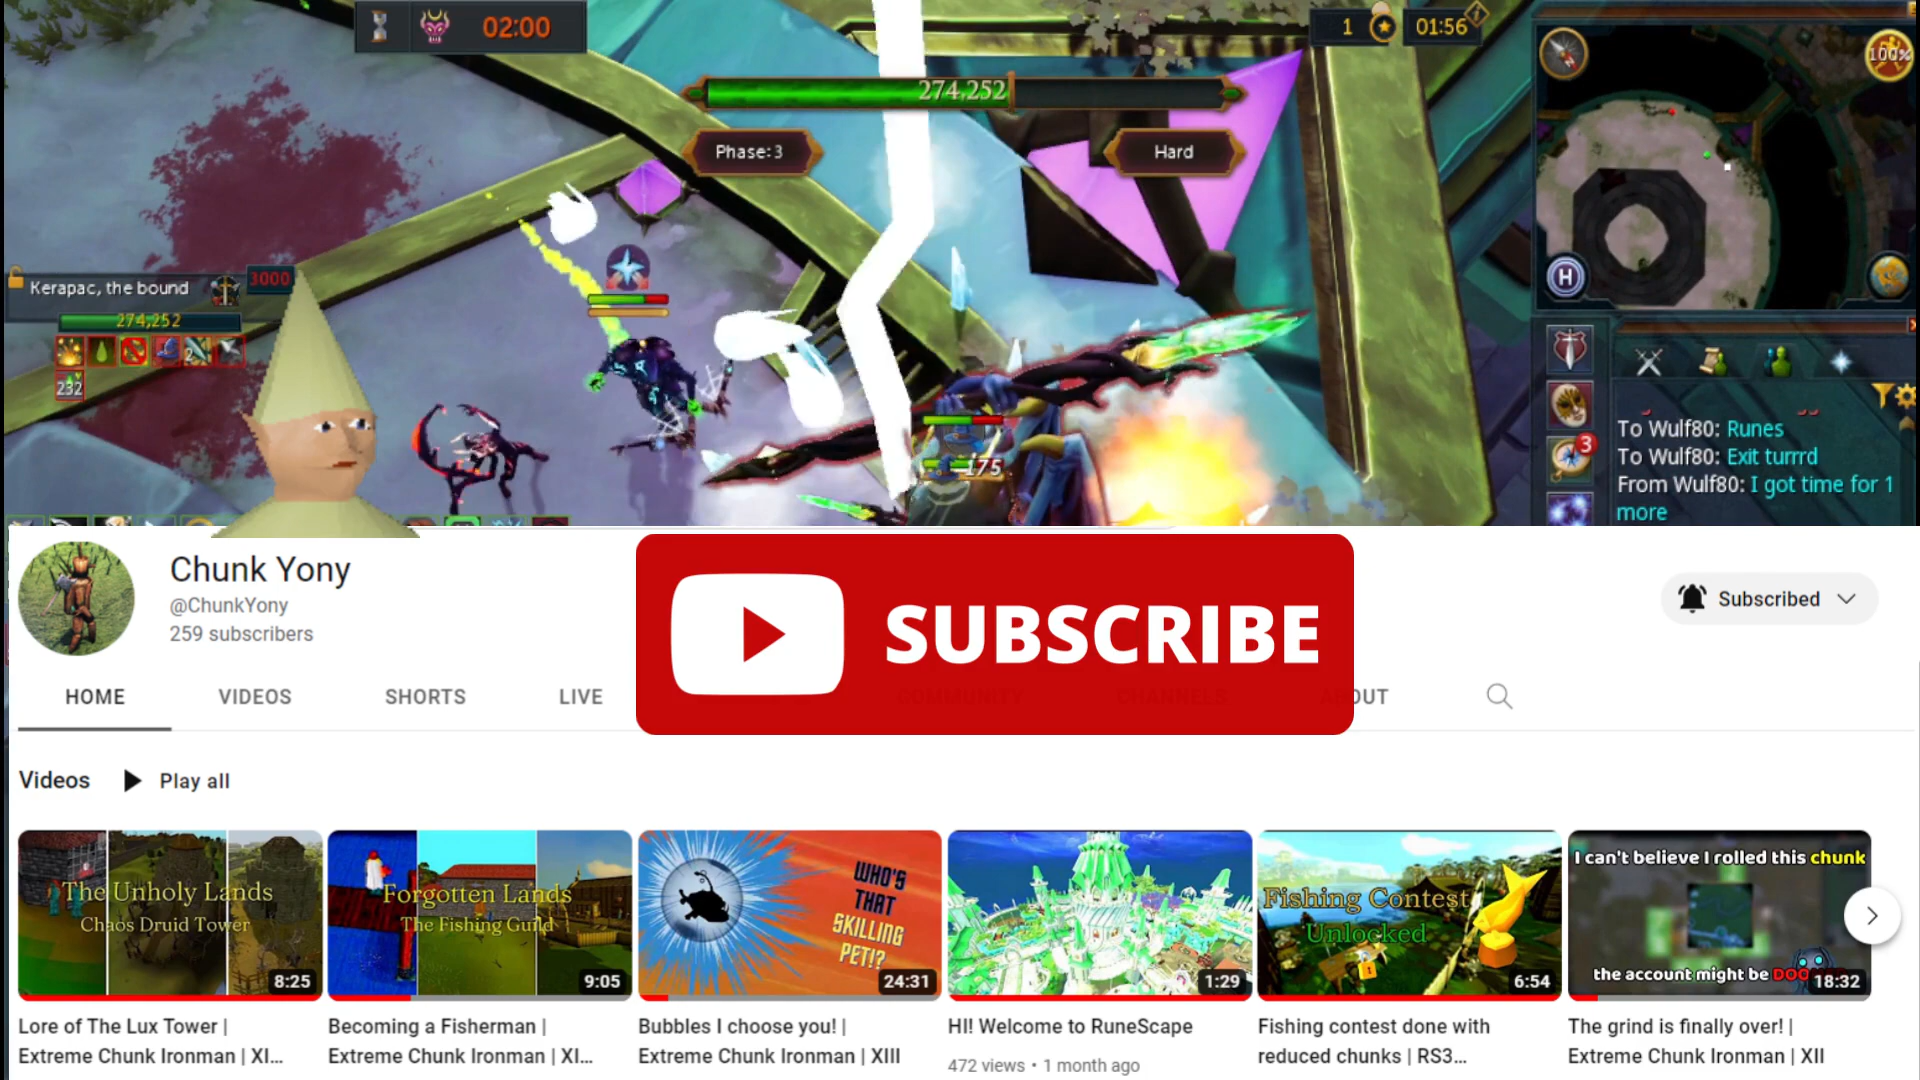 02:00
1
01:56
100%
274,252
Phase:3
Hard
Kerapac, the bound
3000
274,252
2
232
175
H
3
To Wulf80: Runes
To Wulf80: Exit turrrd
From Wulf80: I got time for 1
more
Chunk Yony
@ChunkYony
259 subscribers
SUBSCRIBE
Subscribed
HOME
VIDEOS
SHORTS
LIVE
COMMUNITY
CHANNELS
ABOUT
Videos
Play all
The Unholy Lands
Chaos Druid Tower
8:25
Forgotten Lands
The Fishing Guild
9:05
WHO'S
THAT
SKILLING
PET!?
24:31
1:29
Fishing Contest
Unlocked
6:54
I can't believe I rolled this chunk
the account might be DOO
18:32
Lore of The Lux Tower |
Extreme Chunk Ironman | XI...
Becoming a Fisherman |
Extreme Chunk Ironman | XI...
Bubbles I choose you! |
Extreme Chunk Ironman | XIII
HI! Welcome to RuneScape
472 views • 1 month ago
Fishing contest done with
reduced chunks | RS3...
The grind is finally over! |
Extreme Chunk Ironman | XII